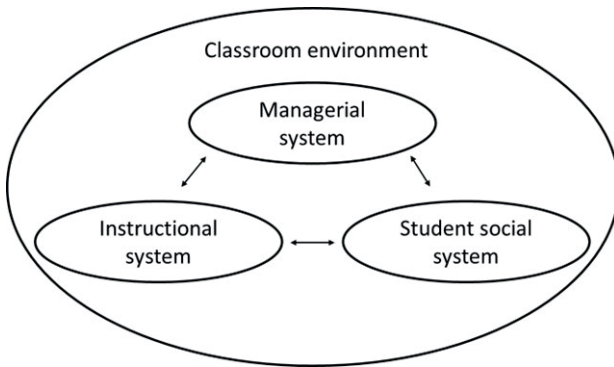 Classroom environment
Managerial
system
Instructional
system
Student social
system